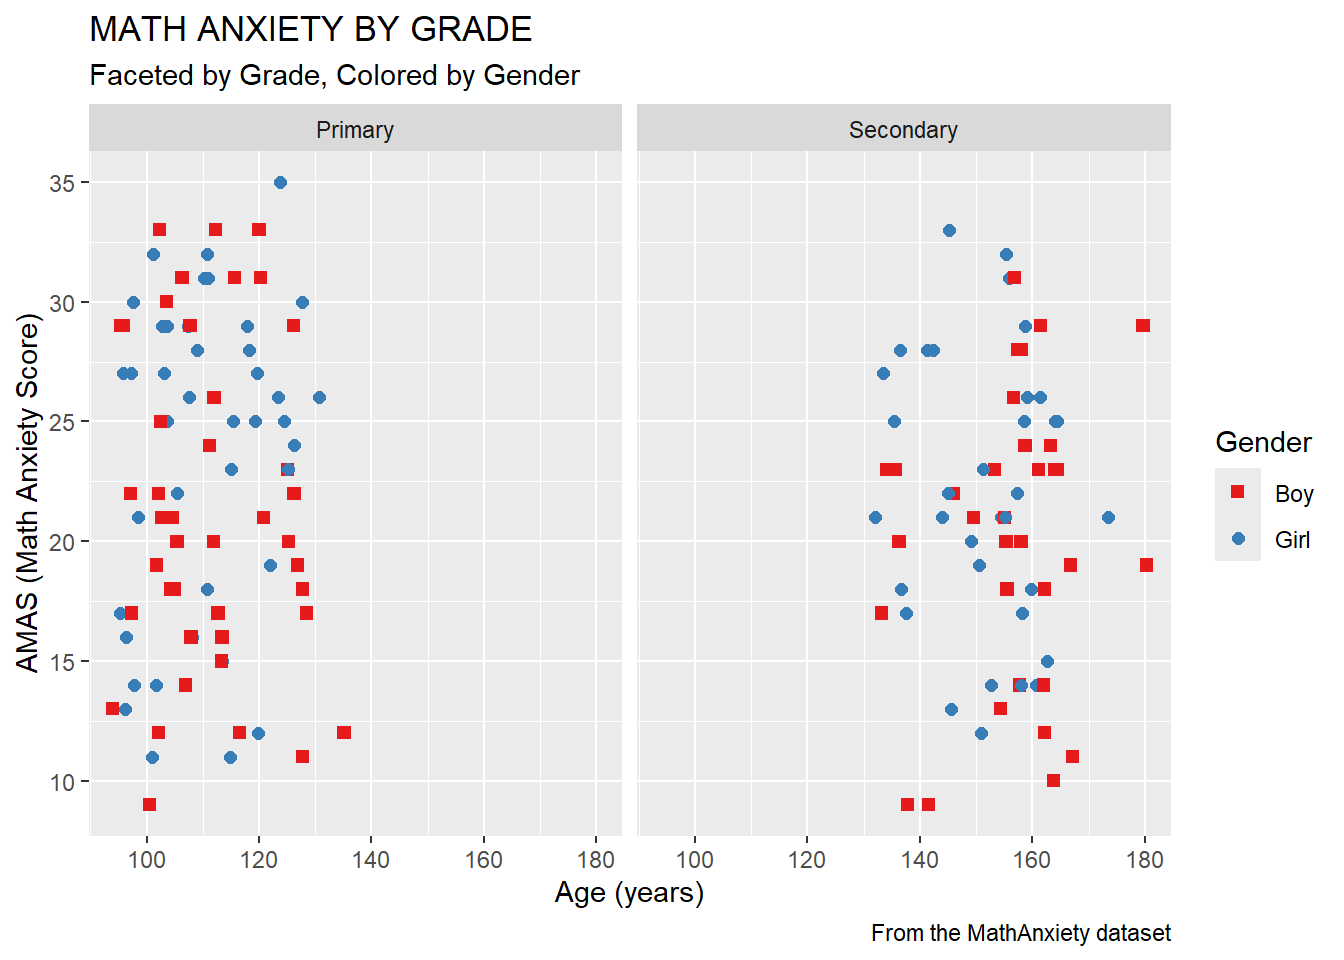 MATH ANXIETY BY GRADE
Faceted by Grade, Colored by Gender
Primary
Secondary
AMAS (Math Anxiety Score)
35
30
25
20
15
10
100 120 140 160 180
100 120 140 160 180
Age (years)
Gender
Boy
Girl
From the MathAnxiety dataset